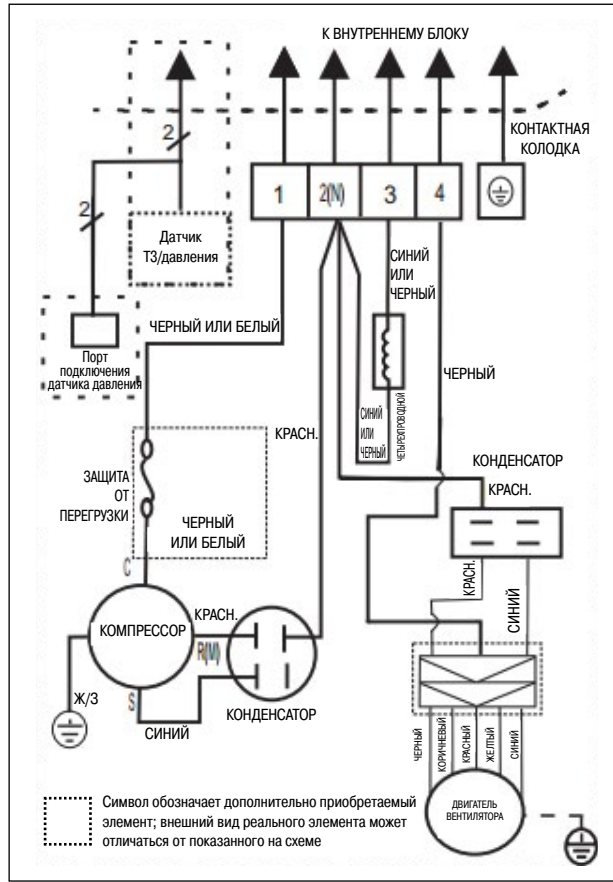 К ВНУТРЕННЕМУ БЛОКУ
КОНТАКТНАЯ
КОЛОДКА
2
2
1
2(N)
3
4
Датчик
Т3/давления
Порт
подключения
датчика давления
СИНИЙ
ИЛИ
ЧЕРНЫЙ
ЧЕРНЫЙ ИЛИ БЕЛЫЙ
ЧЕРНЫЙ
КРАСН.
СИНИЙ
ИЛИ
ЧЕРНЫЙ
ЧЕТЫРЕХПРОВОДНОЙ
КОНДЕНСАТОР
КРАСН.
ЗАЩИТА
ОТ
ПЕРЕГРУЗКИ
ЧЕРНЫЙ
ИЛИ БЕЛЫЙ
C
КОМПРЕССОР
КРАСН.
R(M)
S
Ж/З
СИНИЙ
КОНДЕНСАТОР
КРАСН.
СИНИЙ
ЧЕРНЫЙ
КОРИЧНЕВЫЙ
КРАСНЫЙ
ЖЕЛТЫЙ
СИНИЙ
ДВИГАТЕЛЬ
ВЕНТИЛЯТОРА
Символ обозначает дополнительно приобретаемый
элемент; внешний вид реального элемента может
отличаться от показанного на схеме